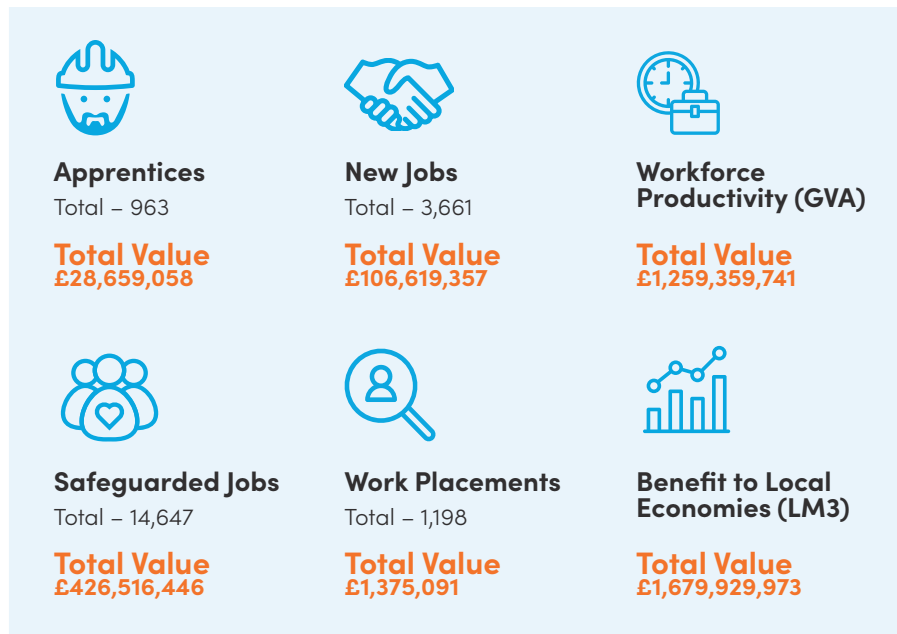 Apprentices
Total – 963
Total Value
£28,659,058
New Jobs
Total – 3,661
Total Value
£106,619,357
Workforce
Productivity (GVA)
Total Value
£1,259,359,741
Safeguarded Jobs
Total – 14,647
Total Value
£426,516,446
Work Placements
Total – 1,198
Total Value
£1,375,091
Benefit to Local
Economies (LM3)
Total Value
£1,679,929,973